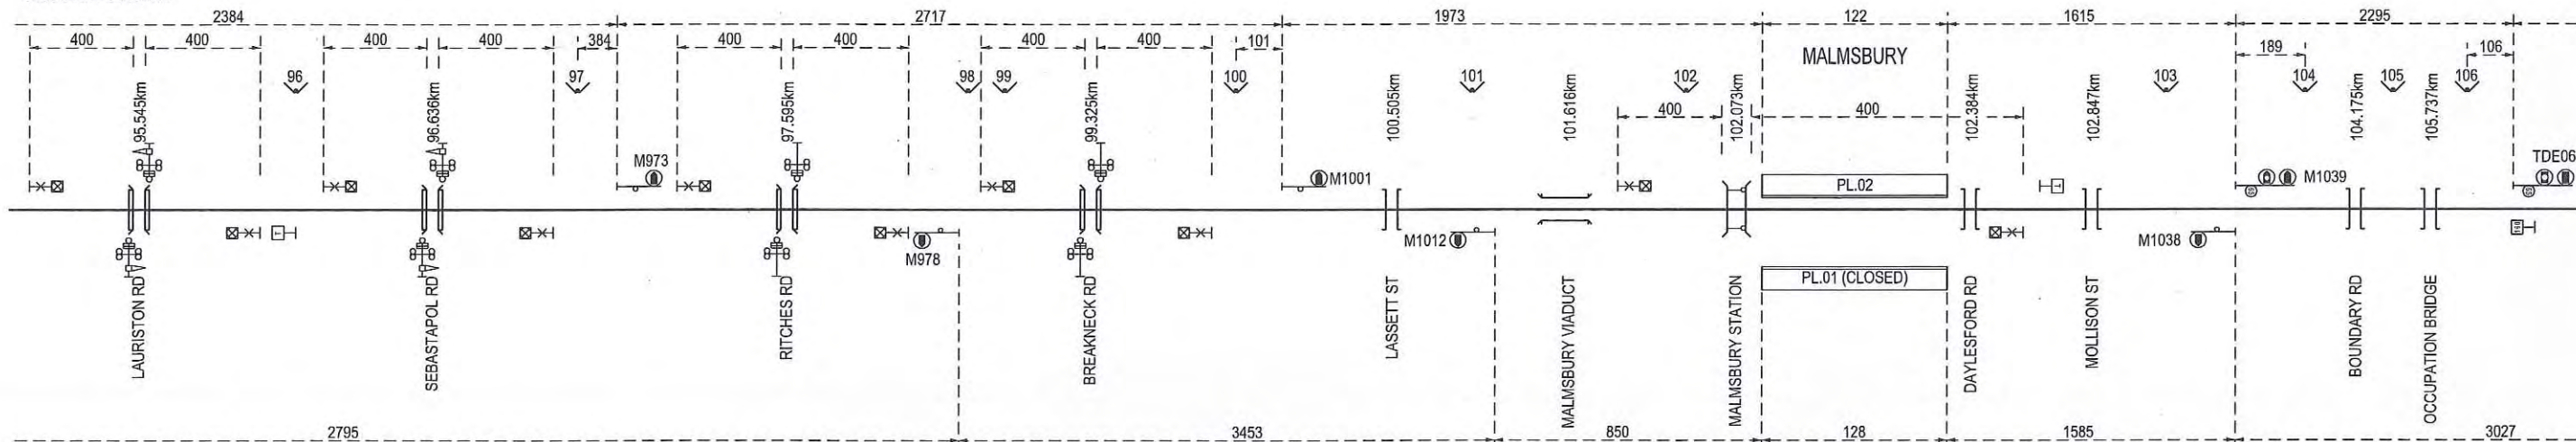 2384 2717 1973 122 1615 2295
400 400 400 400 384 400 400 400 400 101 189 106
MALMSBURY
96 97 98 99 100 101 102 103 104 105 106
400 400
95.545km 96.636km 97.595km 99.325km 100.505km 101.616km 102.073km 102.384km 102.847km 104.175km 105.737km
M973 M1001 M1039 TDE06
PL.02
M978 M1012 M1038
PL.01 (CLOSED)
LAURISTON RD
SEBASTAPOL RD
RITCHES RD
BREAKNECK RD
LASSETT ST
MALMSBURY VIADUCT
MALMSBURY STATION
DAYLESFORD RD
MOLLISON ST
BOUNDARY RD
OCCUPATION BRIDGE
2795 3453 850 128 1585 3027